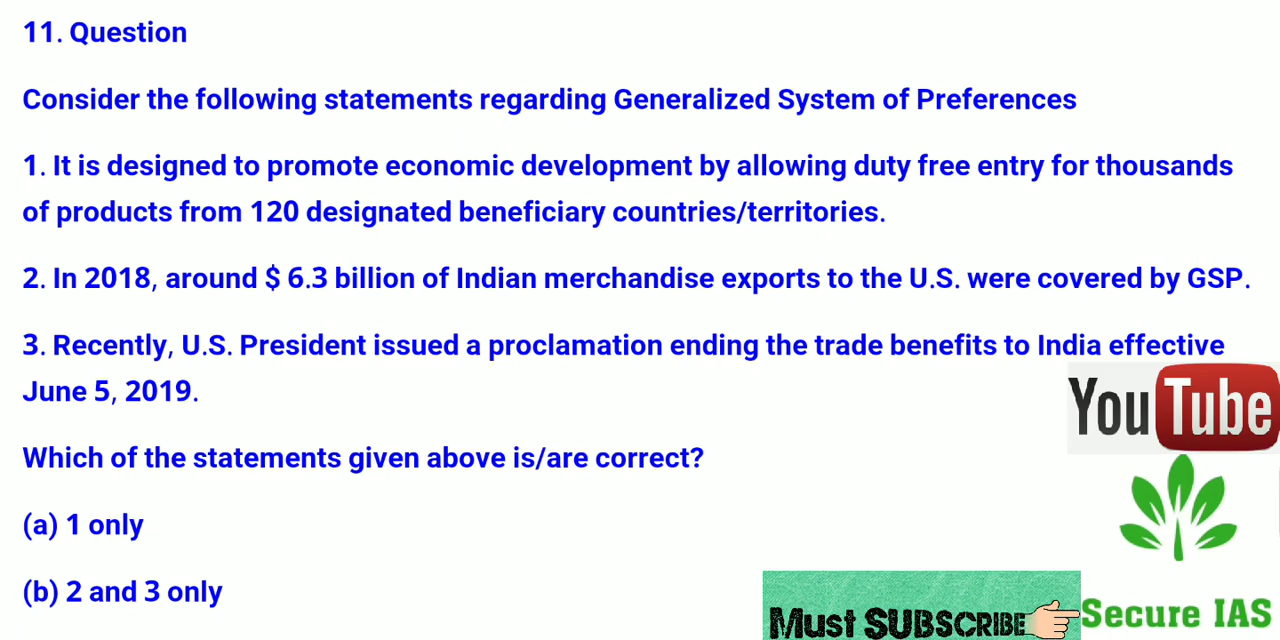 11. Question
Consider the following statements regarding Generalized System of Preferences
1. It is designed to promote economic development by allowing duty free entry for thousands
of products from 120 designated beneficiary countries/territories.
2. In 2018, around $ 6.3 billion of Indian merchandise exports to the U.S. were covered by GSP.
3. Recently, U.S. President issued a proclamation ending the trade benefits to India effective
June 5, 2019.
YouTube
Which of the statements given above is/are correct?
(a) 1 only
(b) 2 and 3 only
Must SUBSCRIBE
Secure IAS